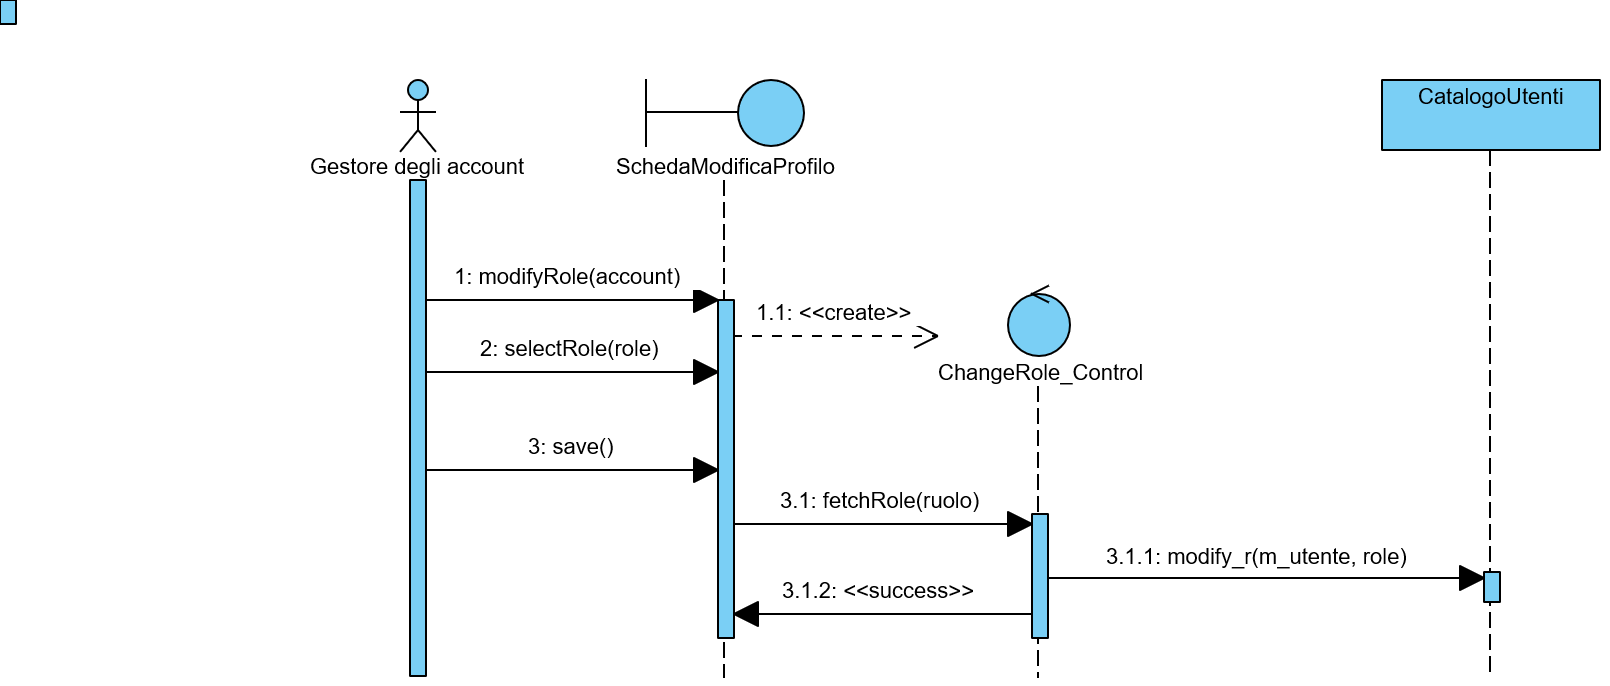 CatalogoUtenti
Gestore degli account
SchedaModificaProfilo
1: modifyRole(account)
1.1: <<create>>
2: selectRole(role)
ChangeRole_Control
3: save()
3.1: fetchRole(ruolo)
3.1.1: modify_r(m_utente, role)
3.1.2: <<success>>